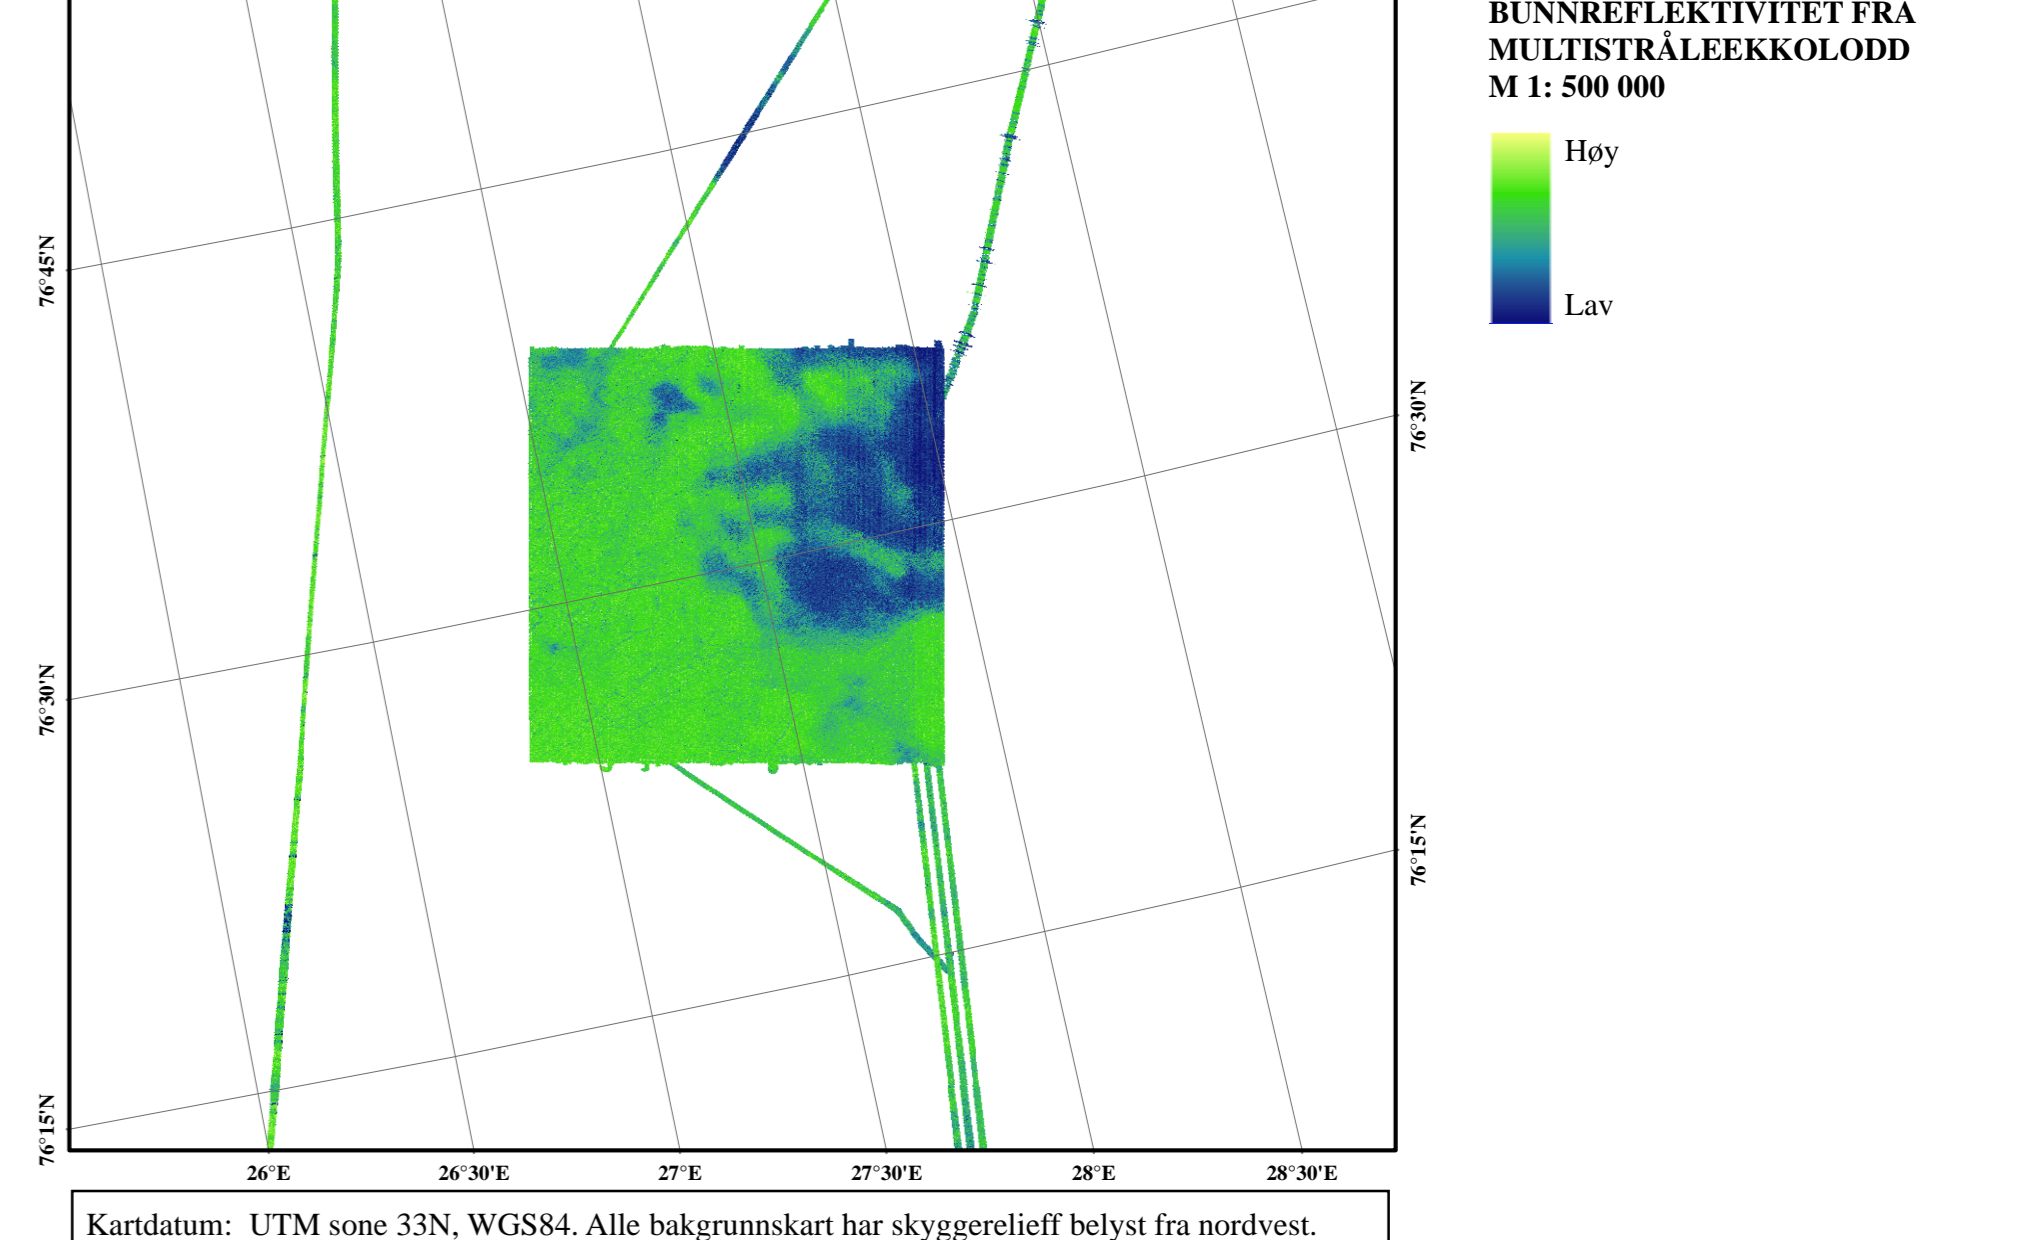 BUNNREFLEKTIVITET FRA
MULTISTRÅLEEKKOLODD
M 1: 500 000
Høy
Lav
76°45'N
76°30'N
76°15'N
76°30'N
76°15'N
26°E
26°30'E
27°E
27°30'E
28°E
28°30'E
Kartdatum: UTM sone 33N, WGS84. Alle bakgrunnskart har skyggerelieff belyst fra nordvest.